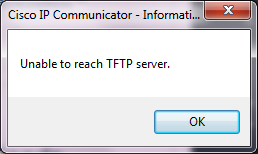 Cisco IP Communicator - Informati...
Unable to reach TFTP server.
OK